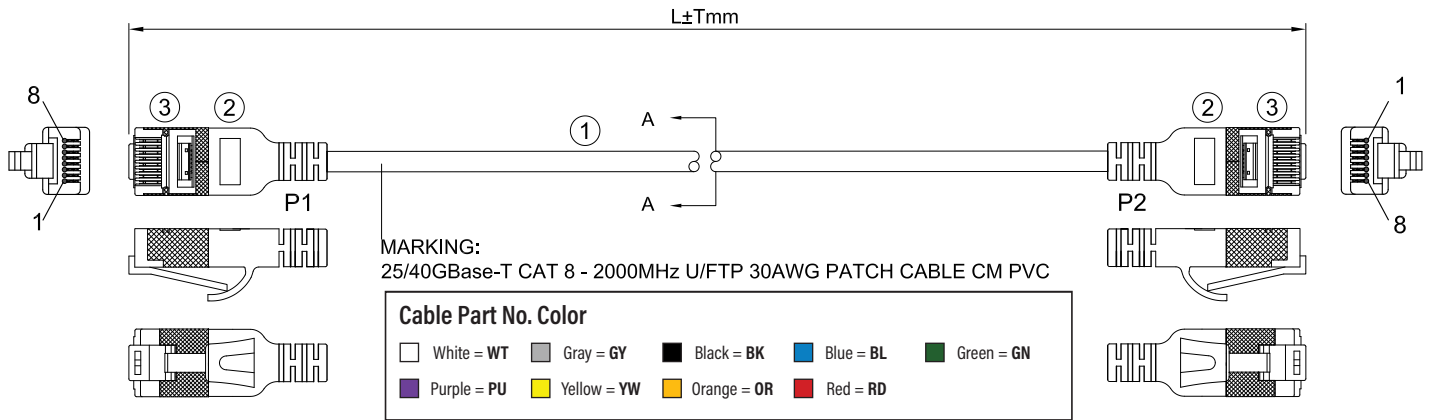 L±Tmm
8
3
2
1
A
2
3
1
1
P1
A
P2
8
MARKING:
25/40GBase-T CAT 8 - 2000MHz U/FTP 30AWG PATCH CABLE CM PVC
Cable Part No. Color
White = WT Gray = GY Black = BK Blue = BL Green = GN
Purple = PU Yellow = YW Orange = OR Red = RD